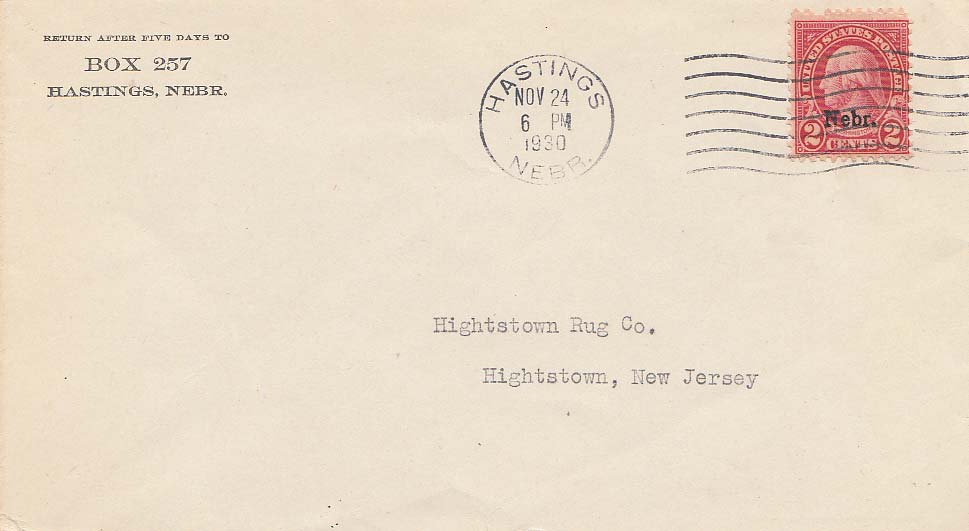 RETURN AFTER FIVE DAYS TO
BOX 257
HASTINGS, NEBR.
HASTINGS
NOV 24
6 PM
1930
NEBR.
UNITED STATES POSTAGE
Nebr.
WASHINGTON
2 CENTS 2
Hightstown Rug Co.
Hightstown, New Jersey